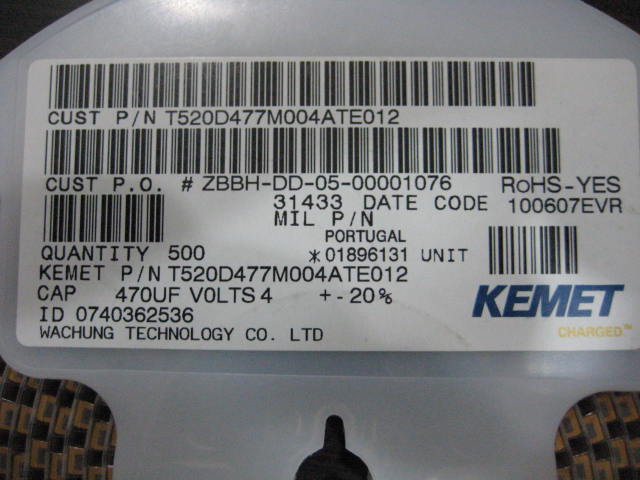 CUST P/N T520D477M004ATE012
CUST P.O. # ZBBH-DD-05-00001076 RoHS-YES
31433 DATE CODE 100607EVR
MIL P/N
PORTUGAL
QUANTITY 500 *01896131 UNIT
KEMET P/N T520D477M004ATE012
CAP 470UF VOLTS 4 +-20%
ID 0740362536
WACHUNG TECHNOLOGY CO. LTD
KEMET
CHARGED™